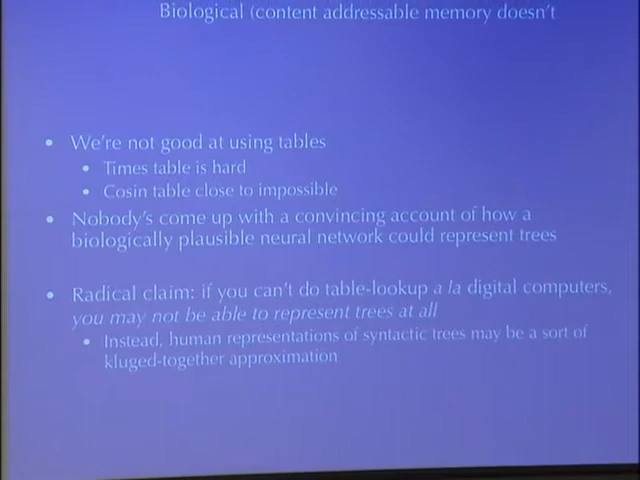 Biological (content addressable memory doesn't
• We're not good at using tables
• Times table is hard
• Cosin table close to impossible
• Nobody's come up with a convincing account of how a
biologically plausible neural network could represent trees
• Radical claim: if you can't do table-lookup a la digital computers,
you may not be able to represent trees at all
• Instead, human representations of syntactic trees may be a sort of
kluged-together approximation